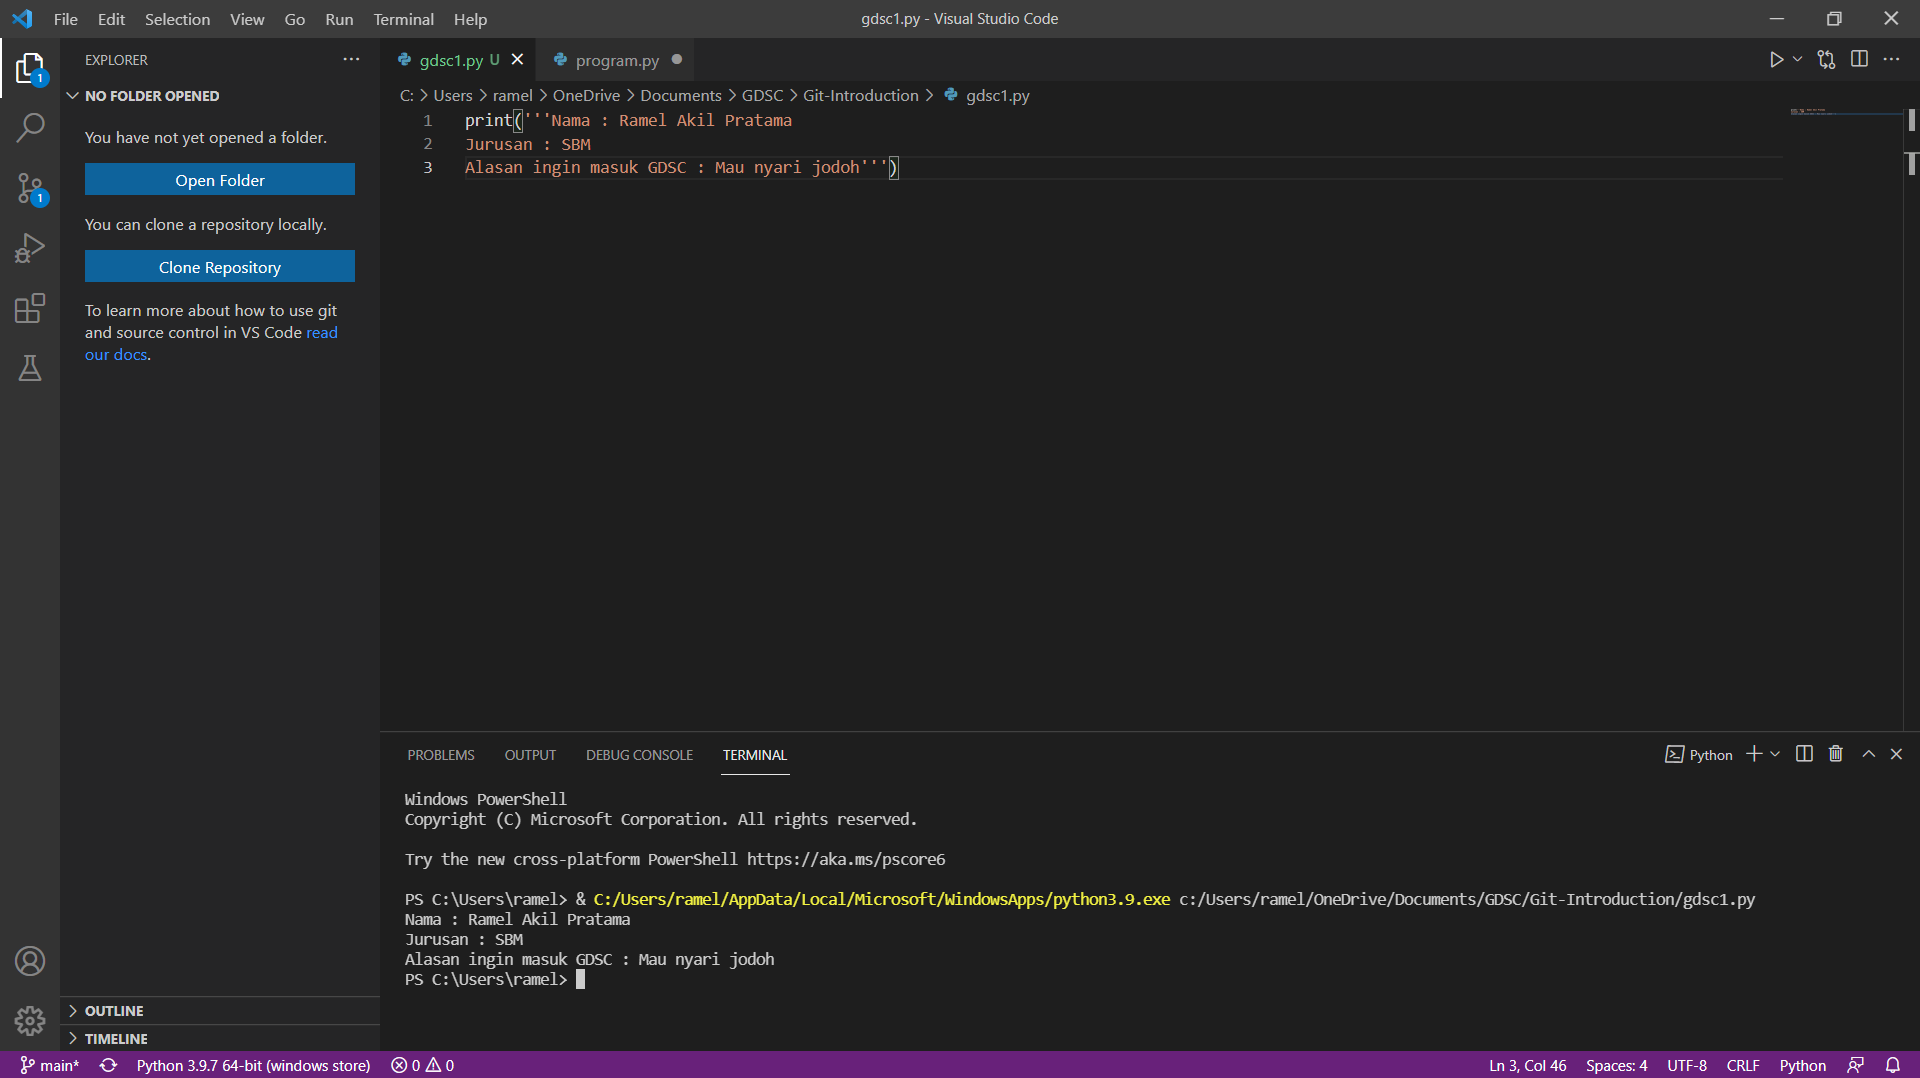 File Edit Selection View Go Run Terminal Help
gdsc1.py - Visual Studio Code
EXPLORER
NO FOLDER OPENED
You have not yet opened a folder.
Open Folder
You can clone a repository locally.
Clone Repository
To learn more about how to use git
and source control in VS Code read
our docs.
OUTLINE
TIMELINE
1
1
gdsc1.py U
program.py
C: > Users > ramel > OneDrive > Documents > GDSC > Git-Introduction > gdsc1.py
1 print('''Nama : Ramel Akil Pratama
2 Jurusan : SBM
3 Alasan ingin masuk GDSC : Mau nyari jodoh''')
PROBLEMS OUTPUT DEBUG CONSOLE TERMINAL
Python
Windows PowerShell
Copyright (C) Microsoft Corporation. All rights reserved.
Try the new cross-platform PowerShell https://aka.ms/pscore6
PS C:\Users\ramel> & C:/Users/ramel/AppData/Local/Microsoft/WindowsApps/python3.9.exe c:/Users/ramel/OneDrive/Documents/GDSC/Git-Introduction/gdsc1.py
Nama : Ramel Akil Pratama
Jurusan : SBM
Alasan ingin masuk GDSC : Mau nyari jodoh
PS C:\Users\ramel>
main* Python 3.9.7 64-bit (windows store) 0 0
Ln 3, Col 46 Spaces: 4 UTF-8 CRLF Python